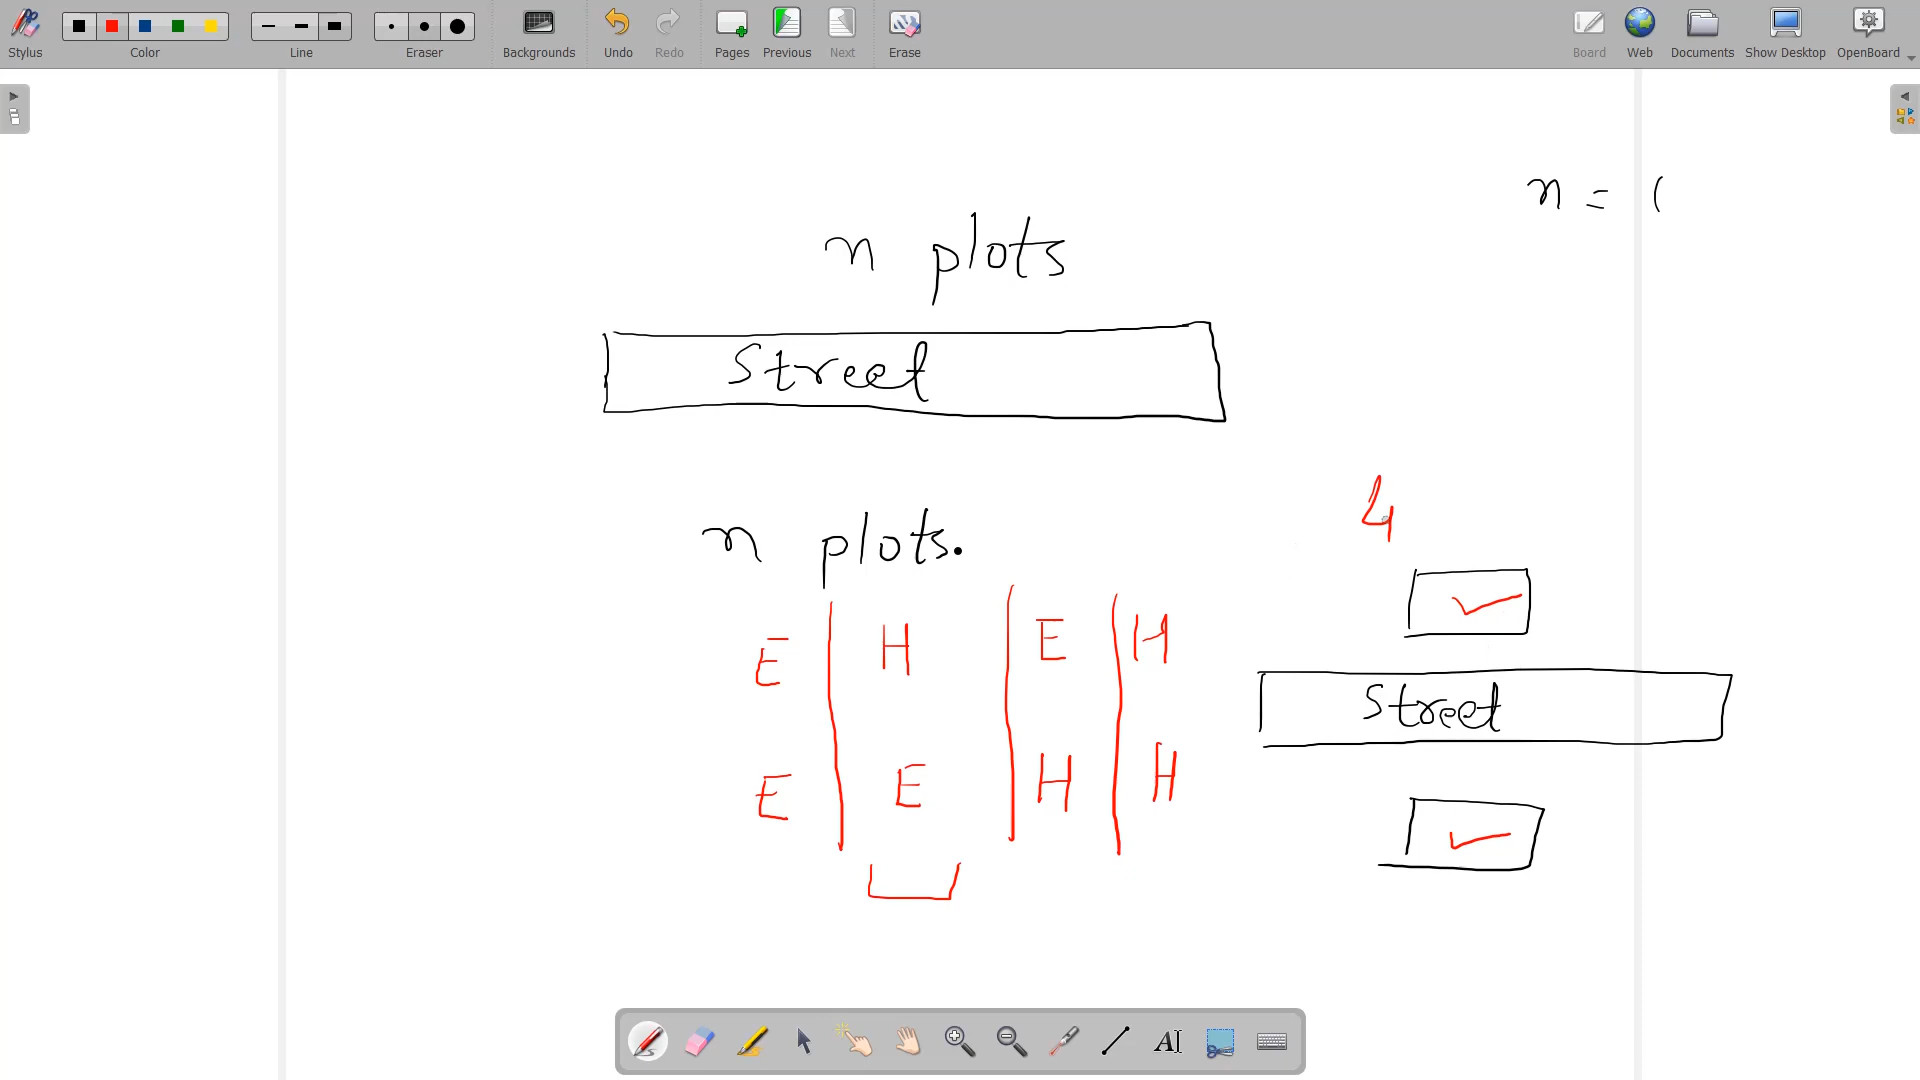 Stylus Color Line Eraser Backgrounds Undo Redo Pages Previous Next Erase Board Web Documents Show Desktop OpenBoard
n = (
n plots
Street
4
n plots.
E H E H
Street
E E H H